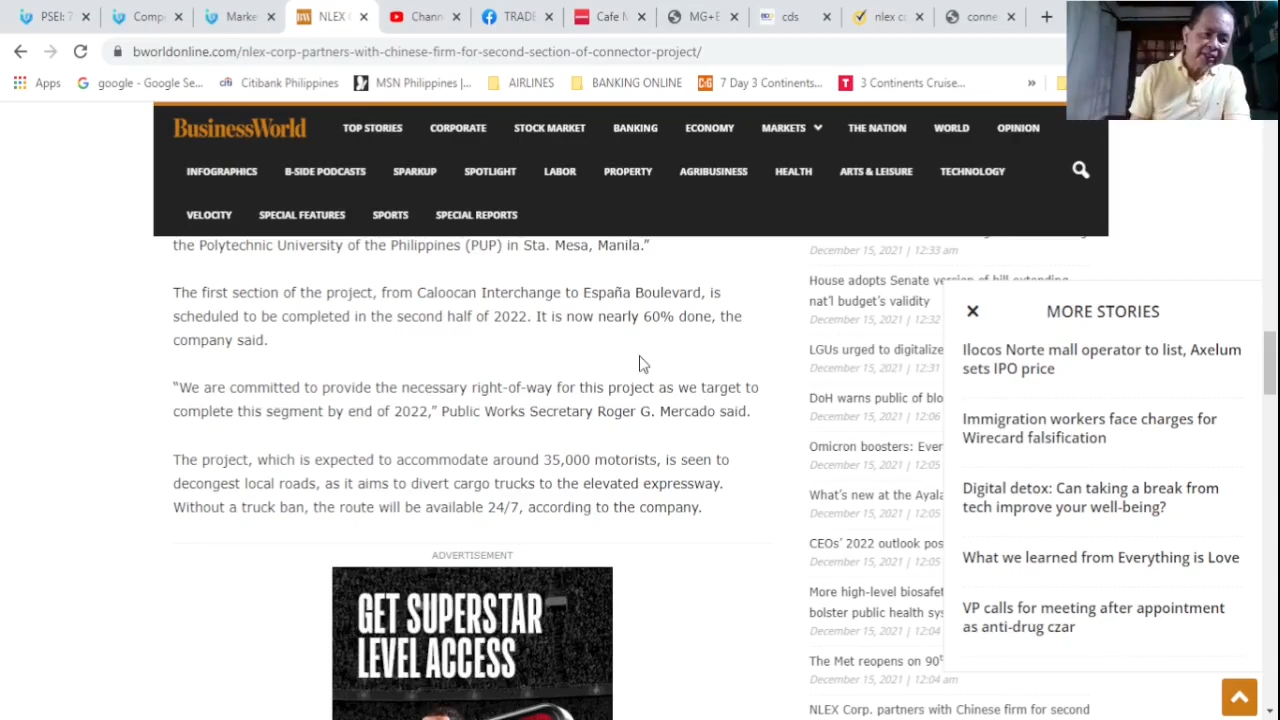 PSEI:
Comp
Marke
NLEX C
Chann
TRADE
Cafe
MG+E
cds
nlex c
conne
bworldonline.com/nlex-corp-partners-with-chinese-firm-for-second-section-of-connector-project/
Apps
google - Google Se...
Citibank Philippines
MSN Philippines |...
AIRLINES
BANKING ONLINE
7 Day 3 Continents...
3 Continents Cruise...
»
BusinessWorld
TOP STORIES
CORPORATE
STOCK MARKET
BANKING
ECONOMY
MARKETS
THE NATION
WORLD
OPINION
INFOGRAPHICS
B-SIDE PODCASTS
SPARKUP
SPOTLIGHT
LABOR
PROPERTY
AGRIBUSINESS
HEALTH
ARTS & LEISURE
TECHNOLOGY
VELOCITY
SPECIAL FEATURES
SPORTS
SPECIAL REPORTS
the Polytechnic University of the Philippines (PUP) in Sta. Mesa, Manila.”
The first section of the project, from Caloocan Interchange to España Boulevard, is
scheduled to be completed in the second half of 2022. It is now nearly 60% done, the
company said.
“We are committed to provide the necessary right-of-way for this project as we target to
complete this segment by end of 2022,” Public Works Secretary Roger G. Mercado said.
The project, which is expected to accommodate around 35,000 motorists, is seen to
decongest local roads, as it aims to divert cargo trucks to the elevated expressway.
Without a truck ban, the route will be available 24/7, according to the company.
ADVERTISEMENT
GET SUPERSTAR
LEVEL ACCESS
December 15, 2021 | 12:33 am
House adopts Senate version of bill extending
nat’l budget’s validity
December 15, 2021 | 12:32
LGUs urged to digitalize
December 15, 2021 | 12:31
DoH warns public of blo
December 15, 2021 | 12:06
Omicron boosters: Ever
December 15, 2021 | 12:05
What’s new at the Ayala
December 15, 2021 | 12:05
CEOs’ 2022 outlook pos
December 15, 2021 | 12:05
More high-level biosafet
bolster public health sys
December 15, 2021 | 12:04
The Met reopens on 90t
December 15, 2021 | 12:04 am
NLEX Corp. partners with Chinese firm for second
MORE STORIES
Ilocos Norte mall operator to list, Axelum
sets IPO price
Immigration workers face charges for
Wirecard falsification
Digital detox: Can taking a break from
tech improve your well-being?
What we learned from Everything is Love
VP calls for meeting after appointment
as anti-drug czar